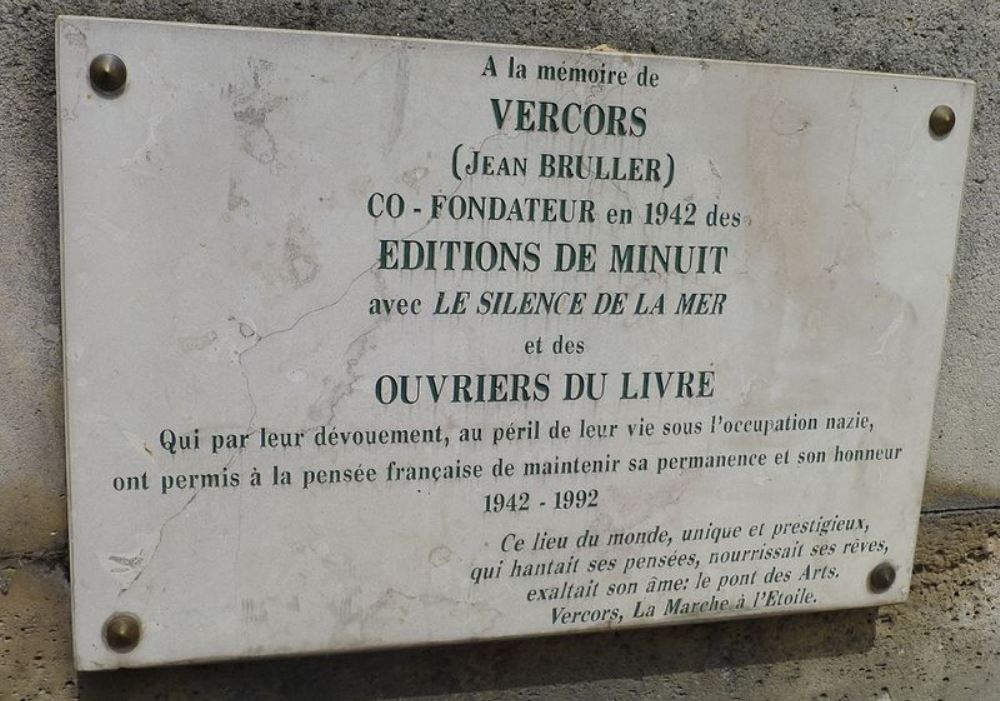 A la mémoire de
VERCORS
(JEAN BRULLER)
CO - FONDATEUR en 1942 des
EDITIONS DE MINUIT
avec LE SILENCE DE LA MER
et des
OUVRIERS DU LIVRE
Qui par leur dévouement, au péril de leur vie sous l'occupation nazie,
ont permis à la pensée française de maintenir sa permanence et son honneur
1942 - 1992
Ce lieu du monde, unique et prestigieux,
qui hantait ses pensées, nourrissait ses rêves,
exaltait son âme: le pont des Arts.
Vercors, La Marche à l'Etoile.